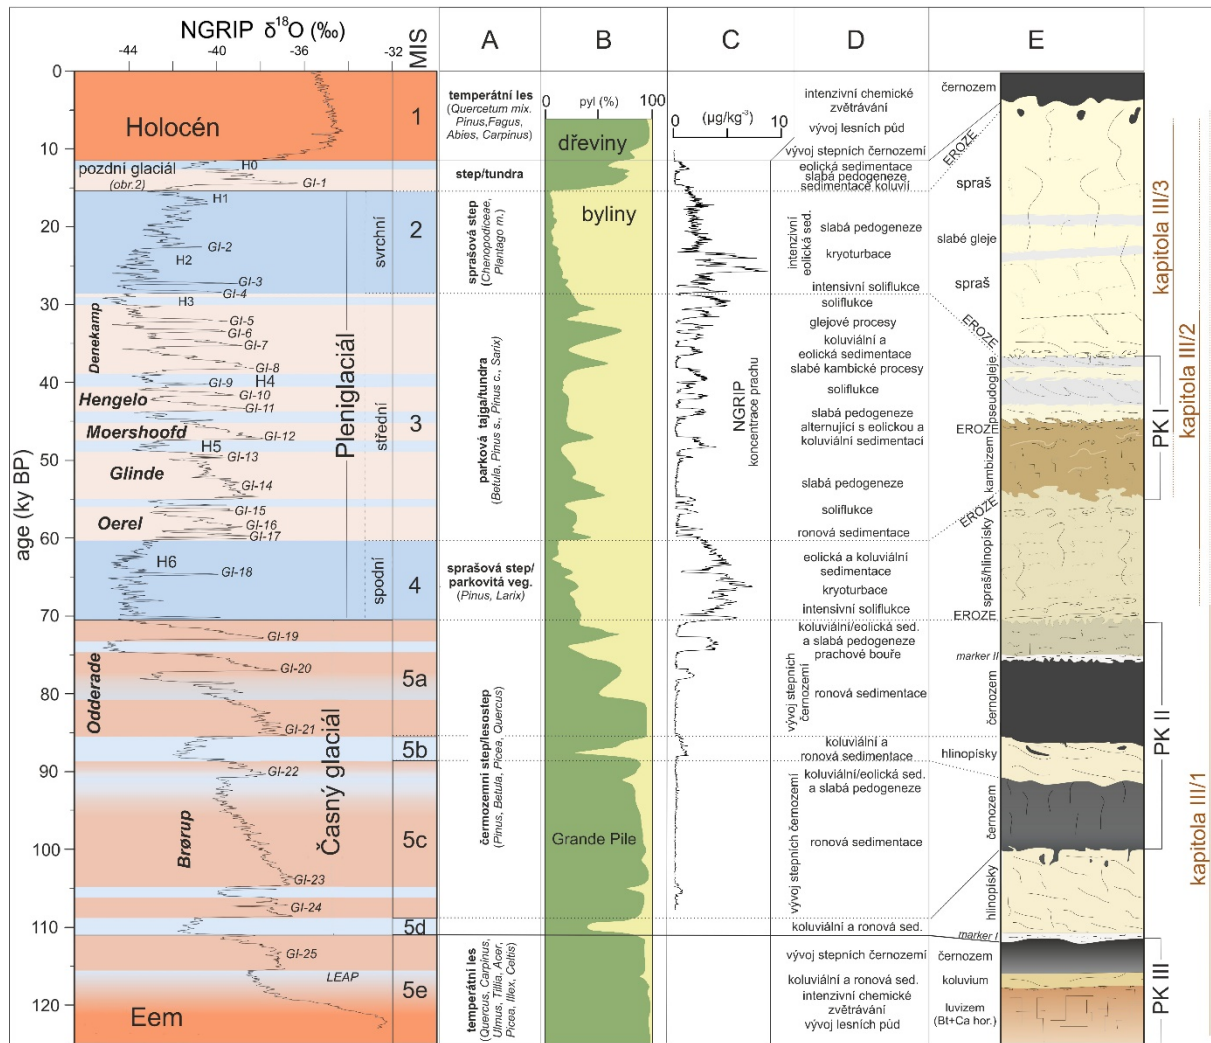 NGRIP δ18O (‰)
-44 -40 -36 -32
MIS
A
B
C
D
E
age (ky BP)
0
10
20
30
40
50
60
70
80
90
100
110
120
Holocén
H0
pozdní glaciál
(obr.2)
GI-1
H1
GI-2
H2
GI-3
GI-4
H3
GI-5
GI-6
GI-7
GI-8
GI-9
H4
GI-10
GI-11
GI-12
H5
GI-13
GI-14
GI-15
GI-16
GI-17
H6
GI-18
GI-19
GI-20
GI-21
GI-22
GI-23
GI-24
GI-25
LEAP
Denekamp
Hengelo
Moershoofd
Glinde
Oerel
Odderade
Brørup
Eem
Pleniglaciál
svrchní
střední
spodní
Časný glaciál
1
2
3
4
5a
5b
5c
5d
5e
temperátní les
(Quercetum mix.
Pinus,Fagus,
Abies, Carpinus)
step/tundra
sprašová step
(Chenopodiceae,
Plantago m.)
parková tajga/tundra
(Betula, Pinus s., Pinus c., Sarix)
sprašová step/
parkovitá veg.
(Pinus, Larix)
černozemní step/lesostep
(Pinus, Betula, Picea, Quercus)
temperátní les
(Quercus, Carpinus,
Ulmus, Tillia, Acer,
Picea, Illex, Celtis)
0 pyl (%) 100
dřeviny
byliny
Grande Pile
0 (µg/kg-3) 10
NGRIP
koncentrace prachu
intenzivní chemické
zvětrávání
vývoj lesních půd
vývoj stepních černozemí
eolická sedimentace
slabá pedogeneze
sedimentace koluvií
intenzivní
eolická sed.
slabá pedogeneze
kryoturbace
intensivní soliflukce
soliflukce
glejové procesy
koluviální a
eolická sedimentace
slabé kambické procesy
soliflukce
slabá pedogeneze
alternující s eolickou a
koluviální sedimentací
slabá pedogeneze
soliflukce
ronová sedimentace
eolická a koluviální
sedimentace
kryoturbace
intensivní soliflukce
koluviální/eolická sed.
a slabá pedogeneze
prachové bouře
vývoj stepních
černozemí
ronová sedimentace
koluviální a
ronová sedimentace
koluviální/eolická sed.
a slabá pedogeneze
vývoj stepních černozemí
ronová sedimentace
koluviální a ronová sed.
vývoj stepních černozemí
koluviální a ronová sed.
intenzivní chemické
zvětrávání
vývoj lesních půd
černozem
EROZE
spraš
slabé gleje
spraš
EROZE
pseudogleje
EROZE
kambizem
EROZE
spraš/hlinopísky
EROZE
marker II
černozem
hlinopísky
černozem
hlinopísky
marker I
černozem
koluvium
luvizem
(Bt+Ca hor.)
PK I
PK II
PK III
kapitola III/3
kapitola III/2
kapitola III/1